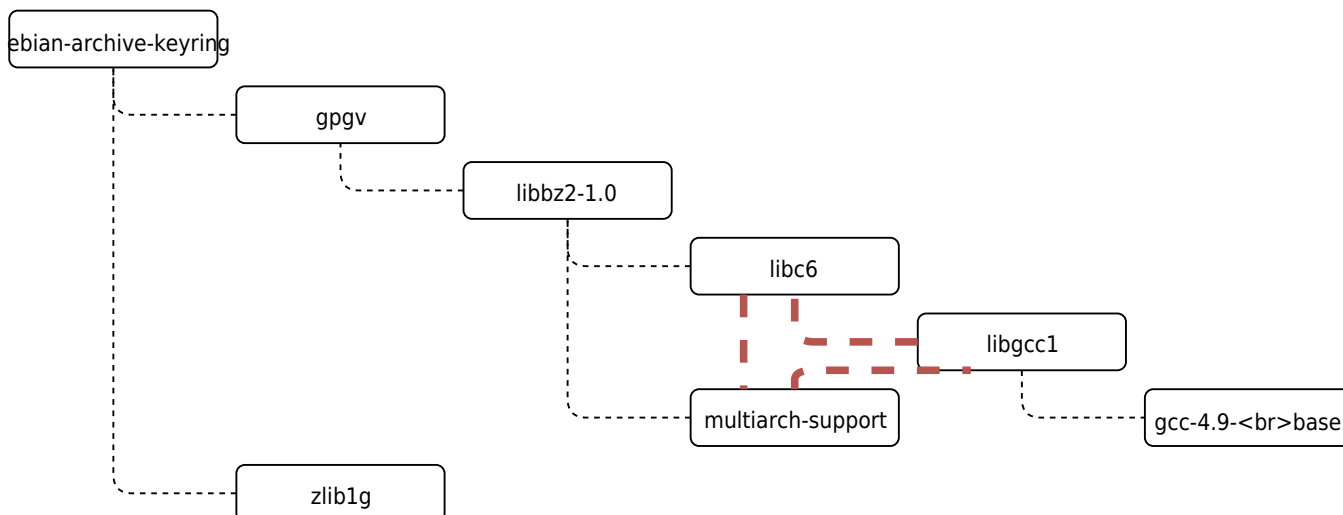 ebian-archive-keyring
gpgv
libbz2-1.0
libc6
libgcc1
multiarch-support
gcc-4.9-<br>base
zlib1g